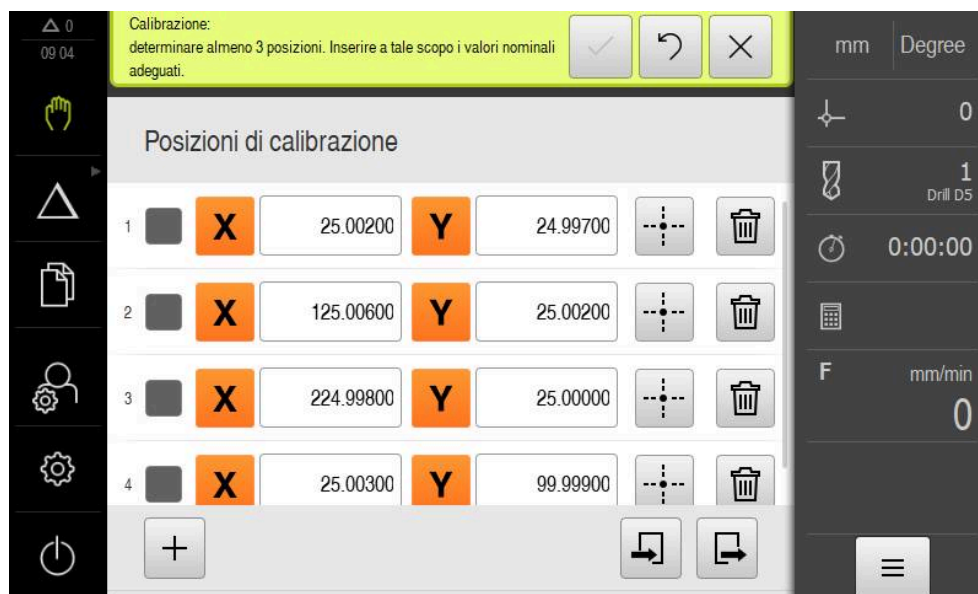 0
09 04
Calibrazione:
determinare almeno 3 posizioni. Inserire a tale scopo i valori nominali
adeguati.
Posizioni di calibrazione
1 X 25.00200 Y 24.99700
2 X 125.00600 Y 25.00200
3 X 224.99800 Y 25.00000
4 X 25.00300 Y 99.99900
mm Degree
0
1
Drill D5
0:00:00
F mm/min
0